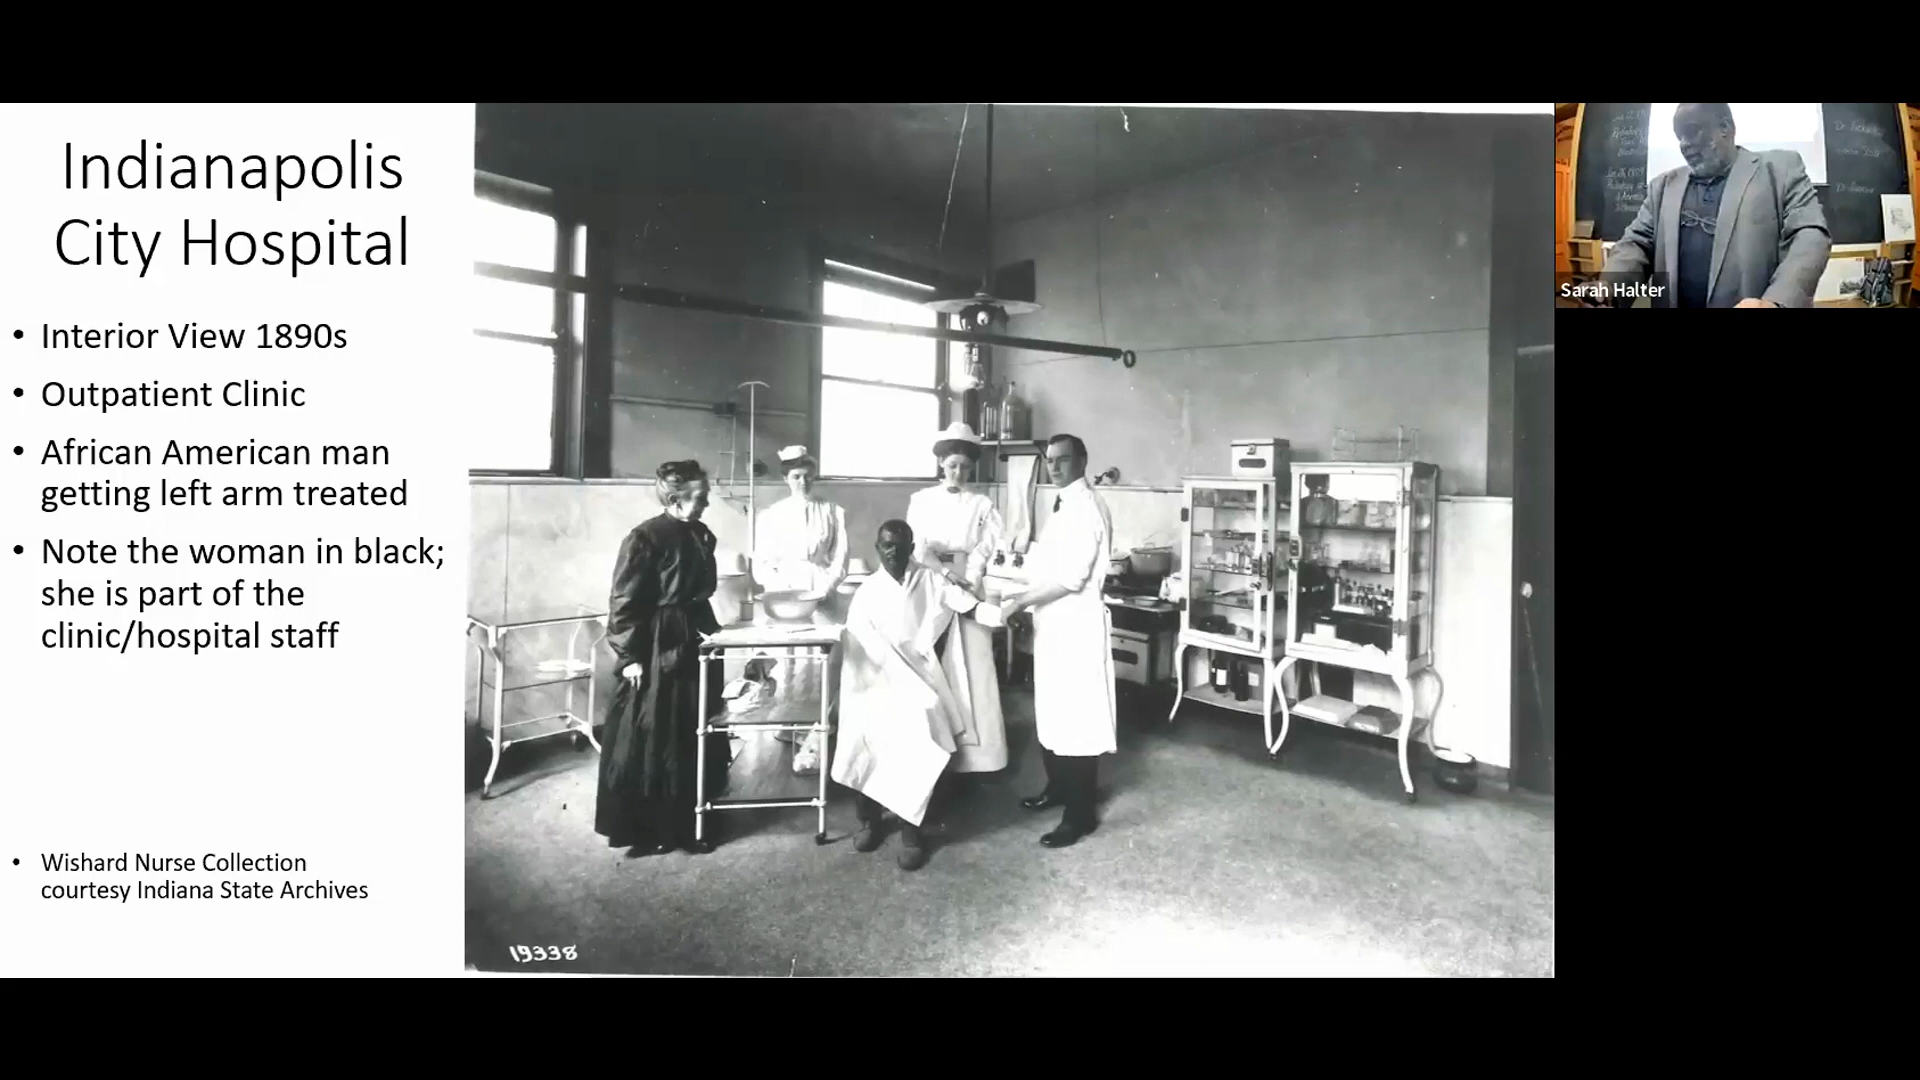 Indianapolis
City Hospital
• Interior View 1890s
• Outpatient Clinic
• African American man
getting left arm treated
• Note the woman in black;
she is part of the
clinic/hospital staff
• Wishard Nurse Collection
courtesy Indiana State Archives
19338
Sarah Halter